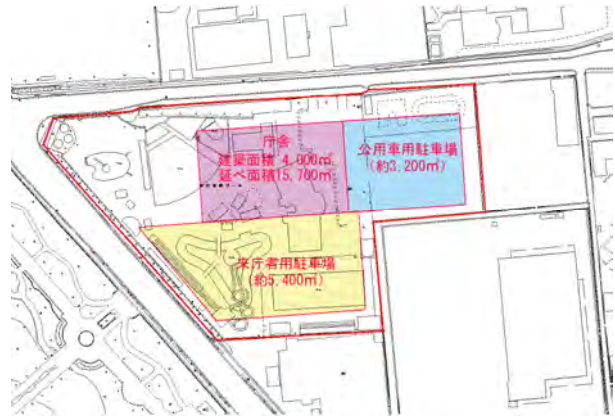 庁舎
建築面積 4,000㎡
延べ面積15,700㎡
公用車用駐車場
(約3,200㎡)
来庁者用駐車場
(約5,400㎡)